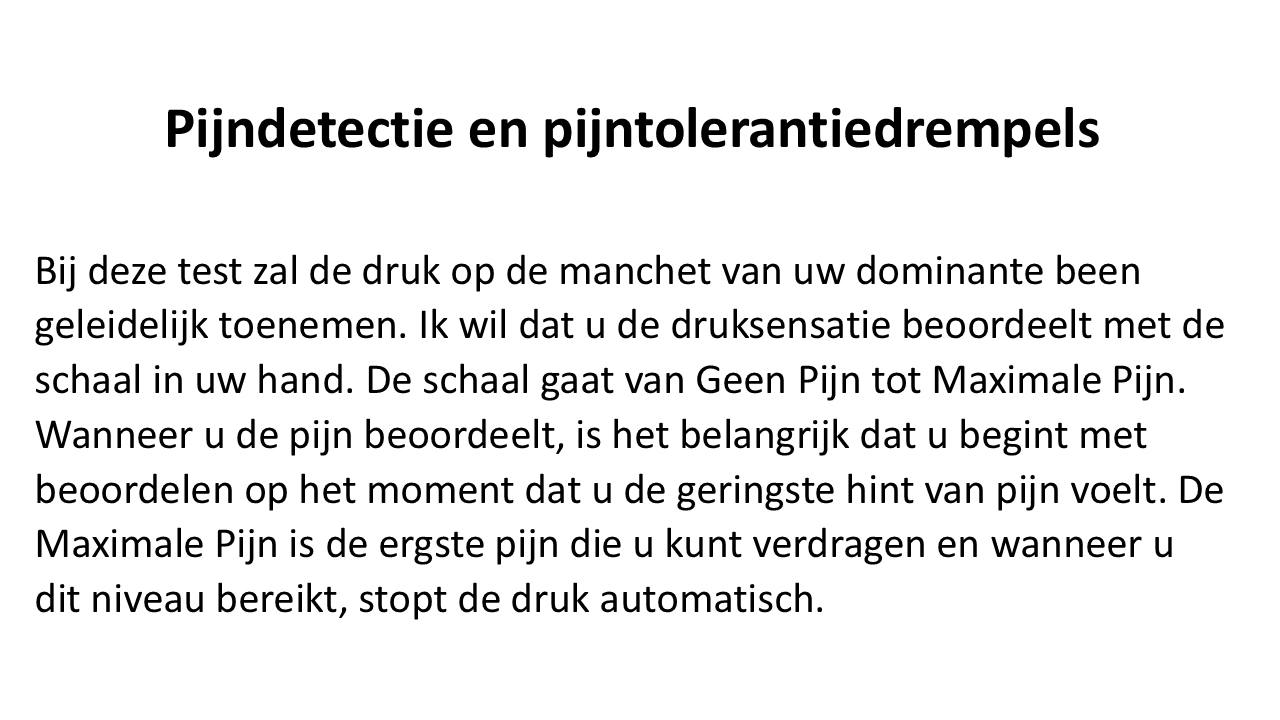 Pijndetectie en pijntolerantiedrempels
Bij deze test zal de druk op de manchet van uw dominante been
geleidelijk toenemen. Ik wil dat u de druksensatie beoordeelt met de
schaal in uw hand. De schaal gaat van Geen Pijn tot Maximale Pijn.
Wanneer u de pijn beoordeelt, is het belangrijk dat u begint met
beoordelen op het moment dat u de geringste hint van pijn voelt. De
Maximale Pijn is de ergste pijn die u kunt verdragen en wanneer u
dit niveau bereikt, stopt de druk automatisch.